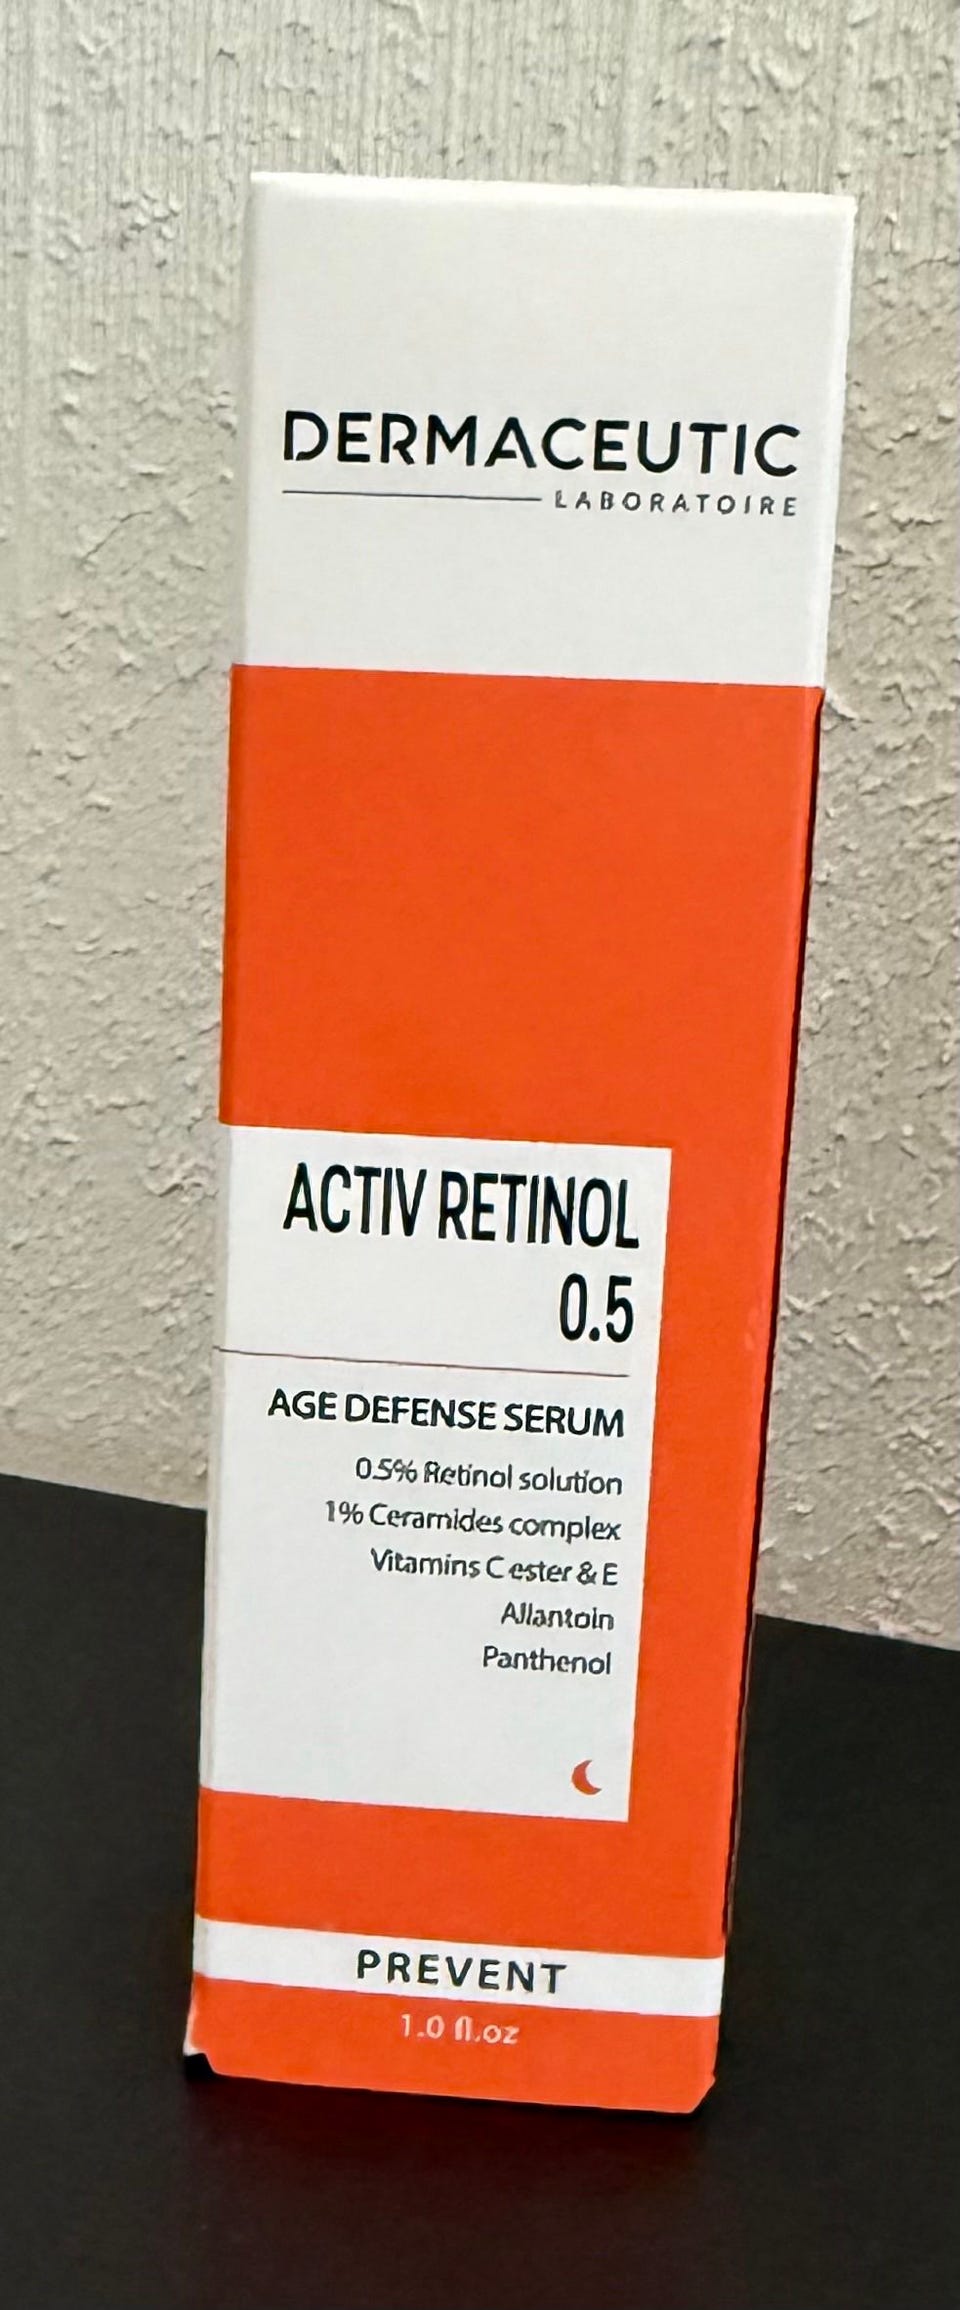 DERMACEUTIC
LABORATOIRE
ACTIV RETINOL
0.5
AGE DEFENSE SERUM
0.5% Retinol solution
1% Ceramides complex
Vitamins C ester & E
Allantoin
Panthenol
PREVENT
1.0 fl.oz